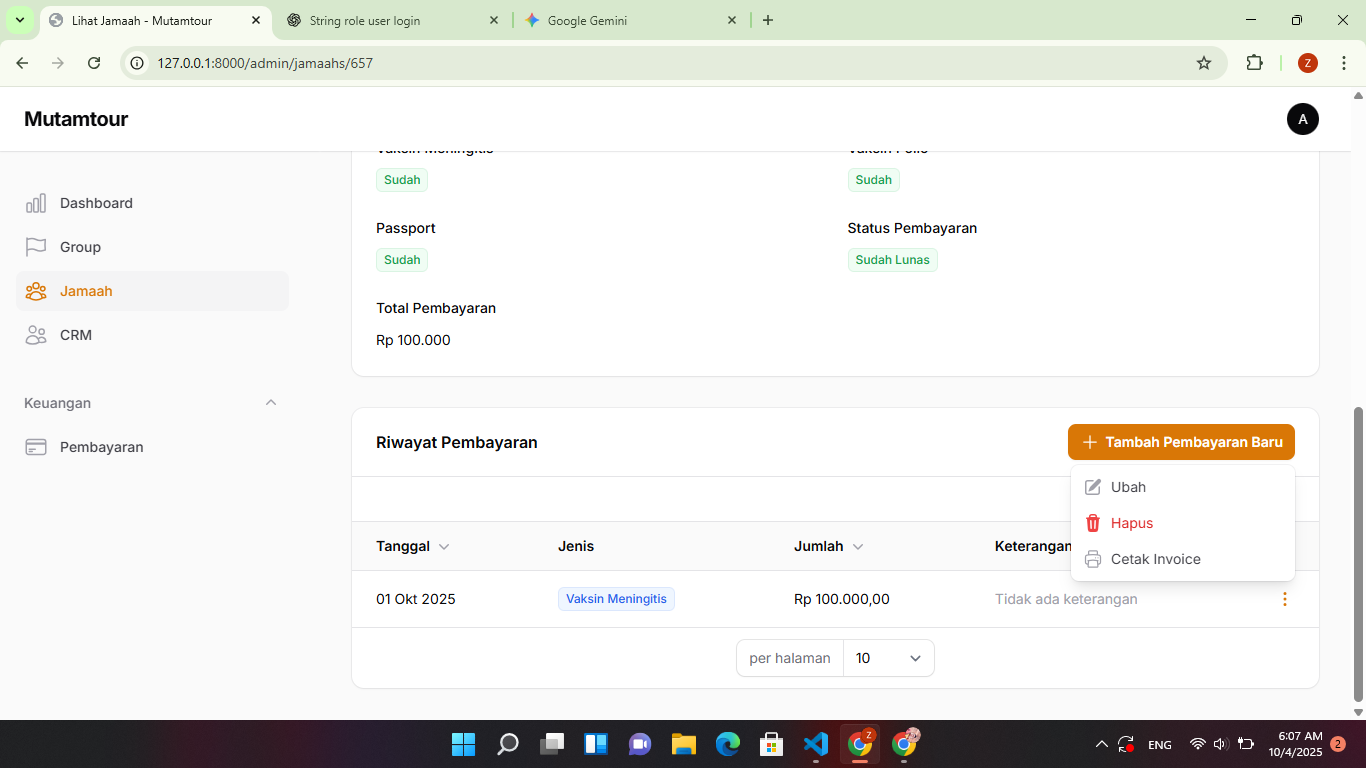 Lihat Jamaah - Mutamtour
String role user login
Google Gemini
127.0.0.1:8000/admin/jamaahs/657
Z
Mutamtour
A
Dashboard
Group
Jamaah
CRM
Keuangan
Pembayaran
Vaksin Meningitis
Vaksin Polio
Sudah
Sudah
Passport
Status Pembayaran
Sudah
Sudah Lunas
Total Pembayaran
Rp 100.000
Riwayat Pembayaran
Tambah Pembayaran Baru
Ubah
Hapus
Cetak Invoice
Tanggal
Jenis
Jumlah
Keterangan
01 Okt 2025
Vaksin Meningitis
Rp 100.000,00
Tidak ada keterangan
per halaman
10
Z
ENG
6:07 AM
10/4/2025
2